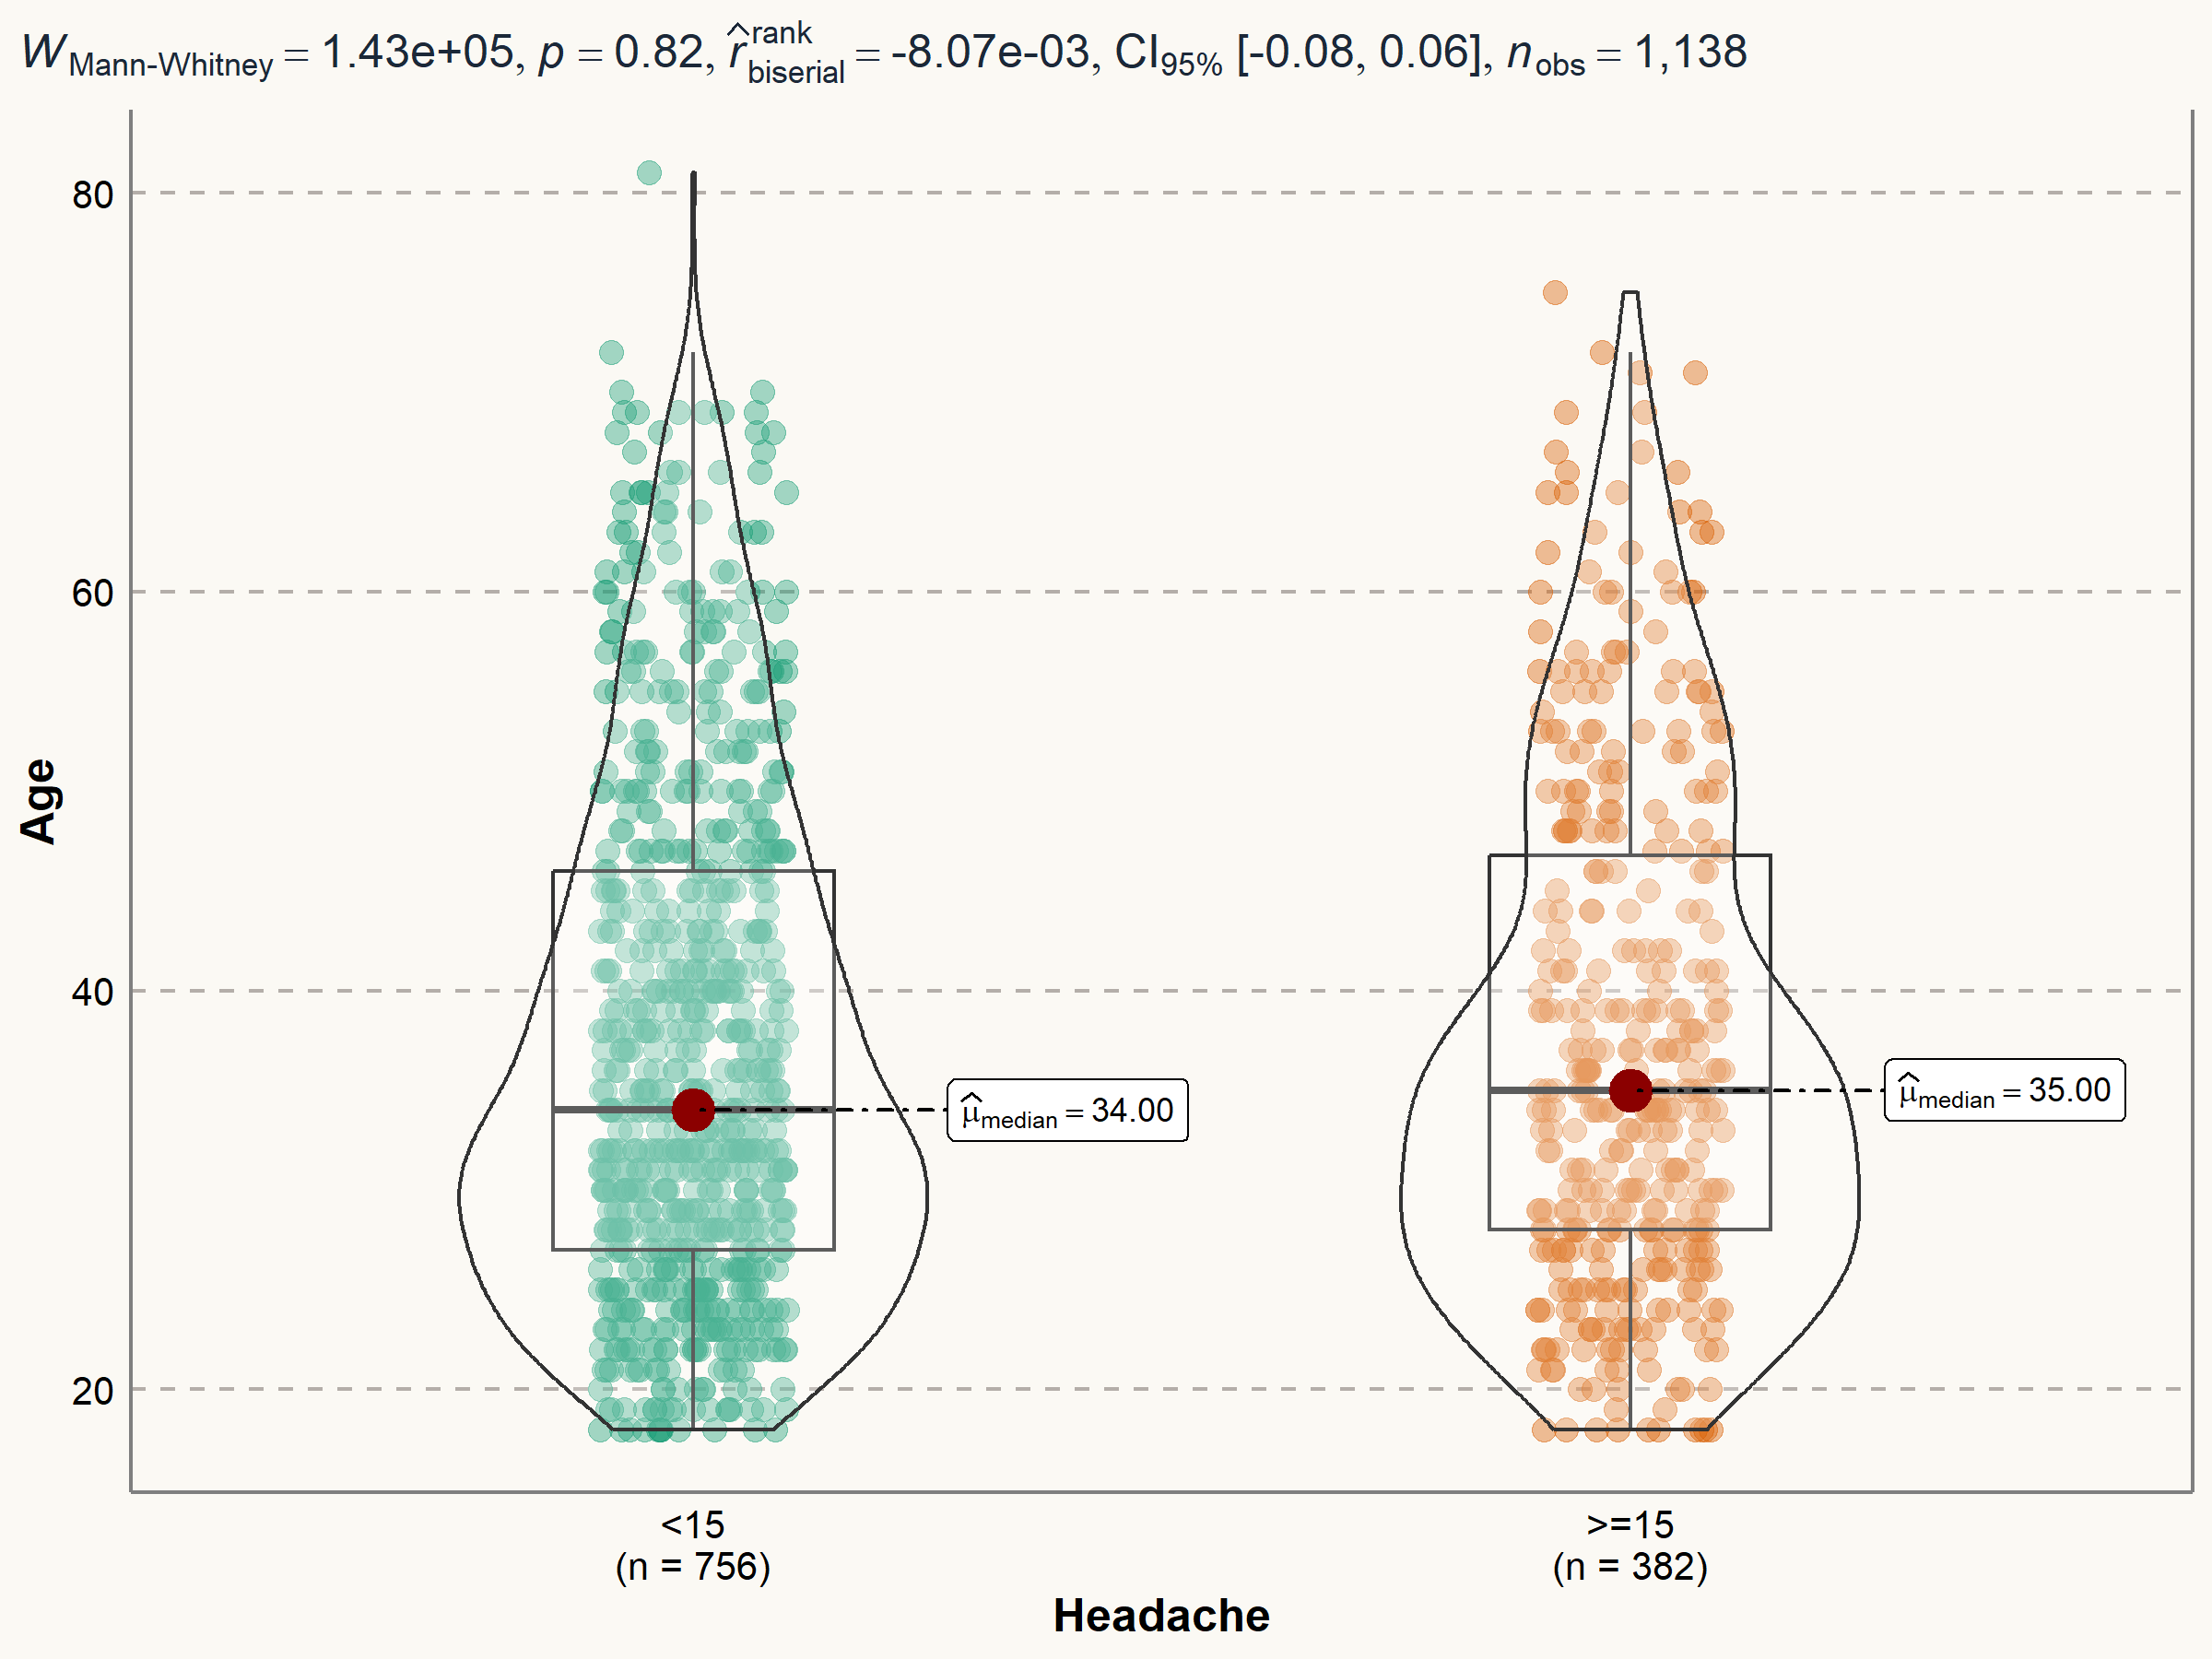 W Mann-Whitney = 1.43e+05, p = 0.82, r̂ rank biserial = -8.07e-03, CI95% [-0.08, 0.06], nobs = 1,138
80
60
40
20
Age
μ̂median = 34.00
μ̂median = 35.00
<15
(n = 756)
>=15
(n = 382)
Headache